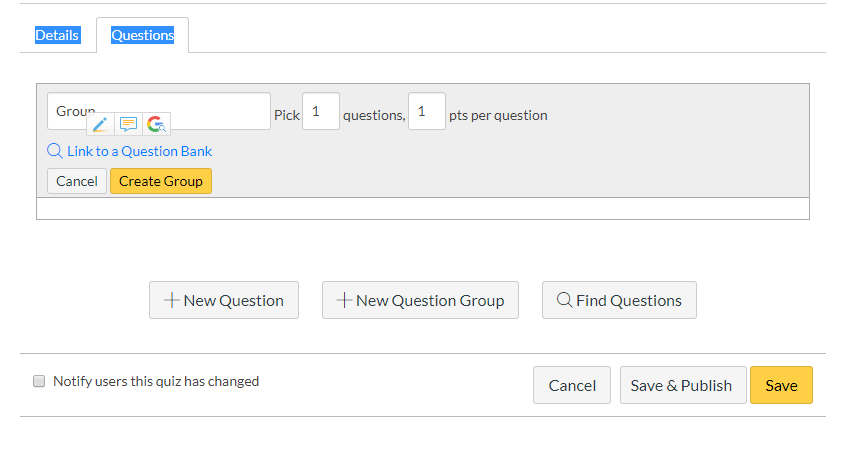 Details Questions
Group Pick 1 questions, 1 pts per question
Link to a Question Bank
Cancel Create Group
New Question New Question Group Find Questions
Notify users this quiz has changed Cancel Save & Publish Save